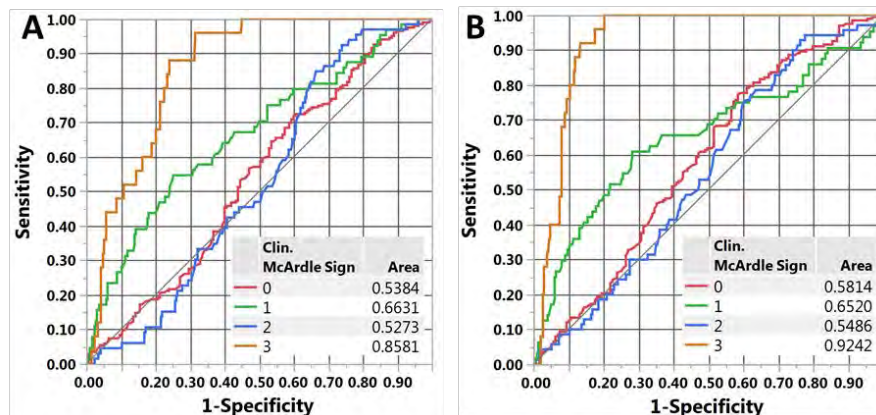 A
Sensitivity
1.00
0.90
0.80
0.70
0.60
0.50
0.40
0.30
0.20
0.10
0.00
0.00 0.20 0.30 0.40 0.50 0.60 0.70 0.80 0.90
1-Specificity
Clin.
McArdle Sign Area
0 0.5384
1 0.6631
2 0.5273
3 0.8581
B
Sensitivity
1.00
0.90
0.80
0.70
0.60
0.50
0.40
0.30
0.20
0.10
0.00
0.00 0.10 0.20 0.30 0.40 0.50 0.60 0.70 0.80 0.90
1-Specificity
Clin.
McArdle Sign Area
0 0.5814
1 0.6520
2 0.5486
3 0.9242